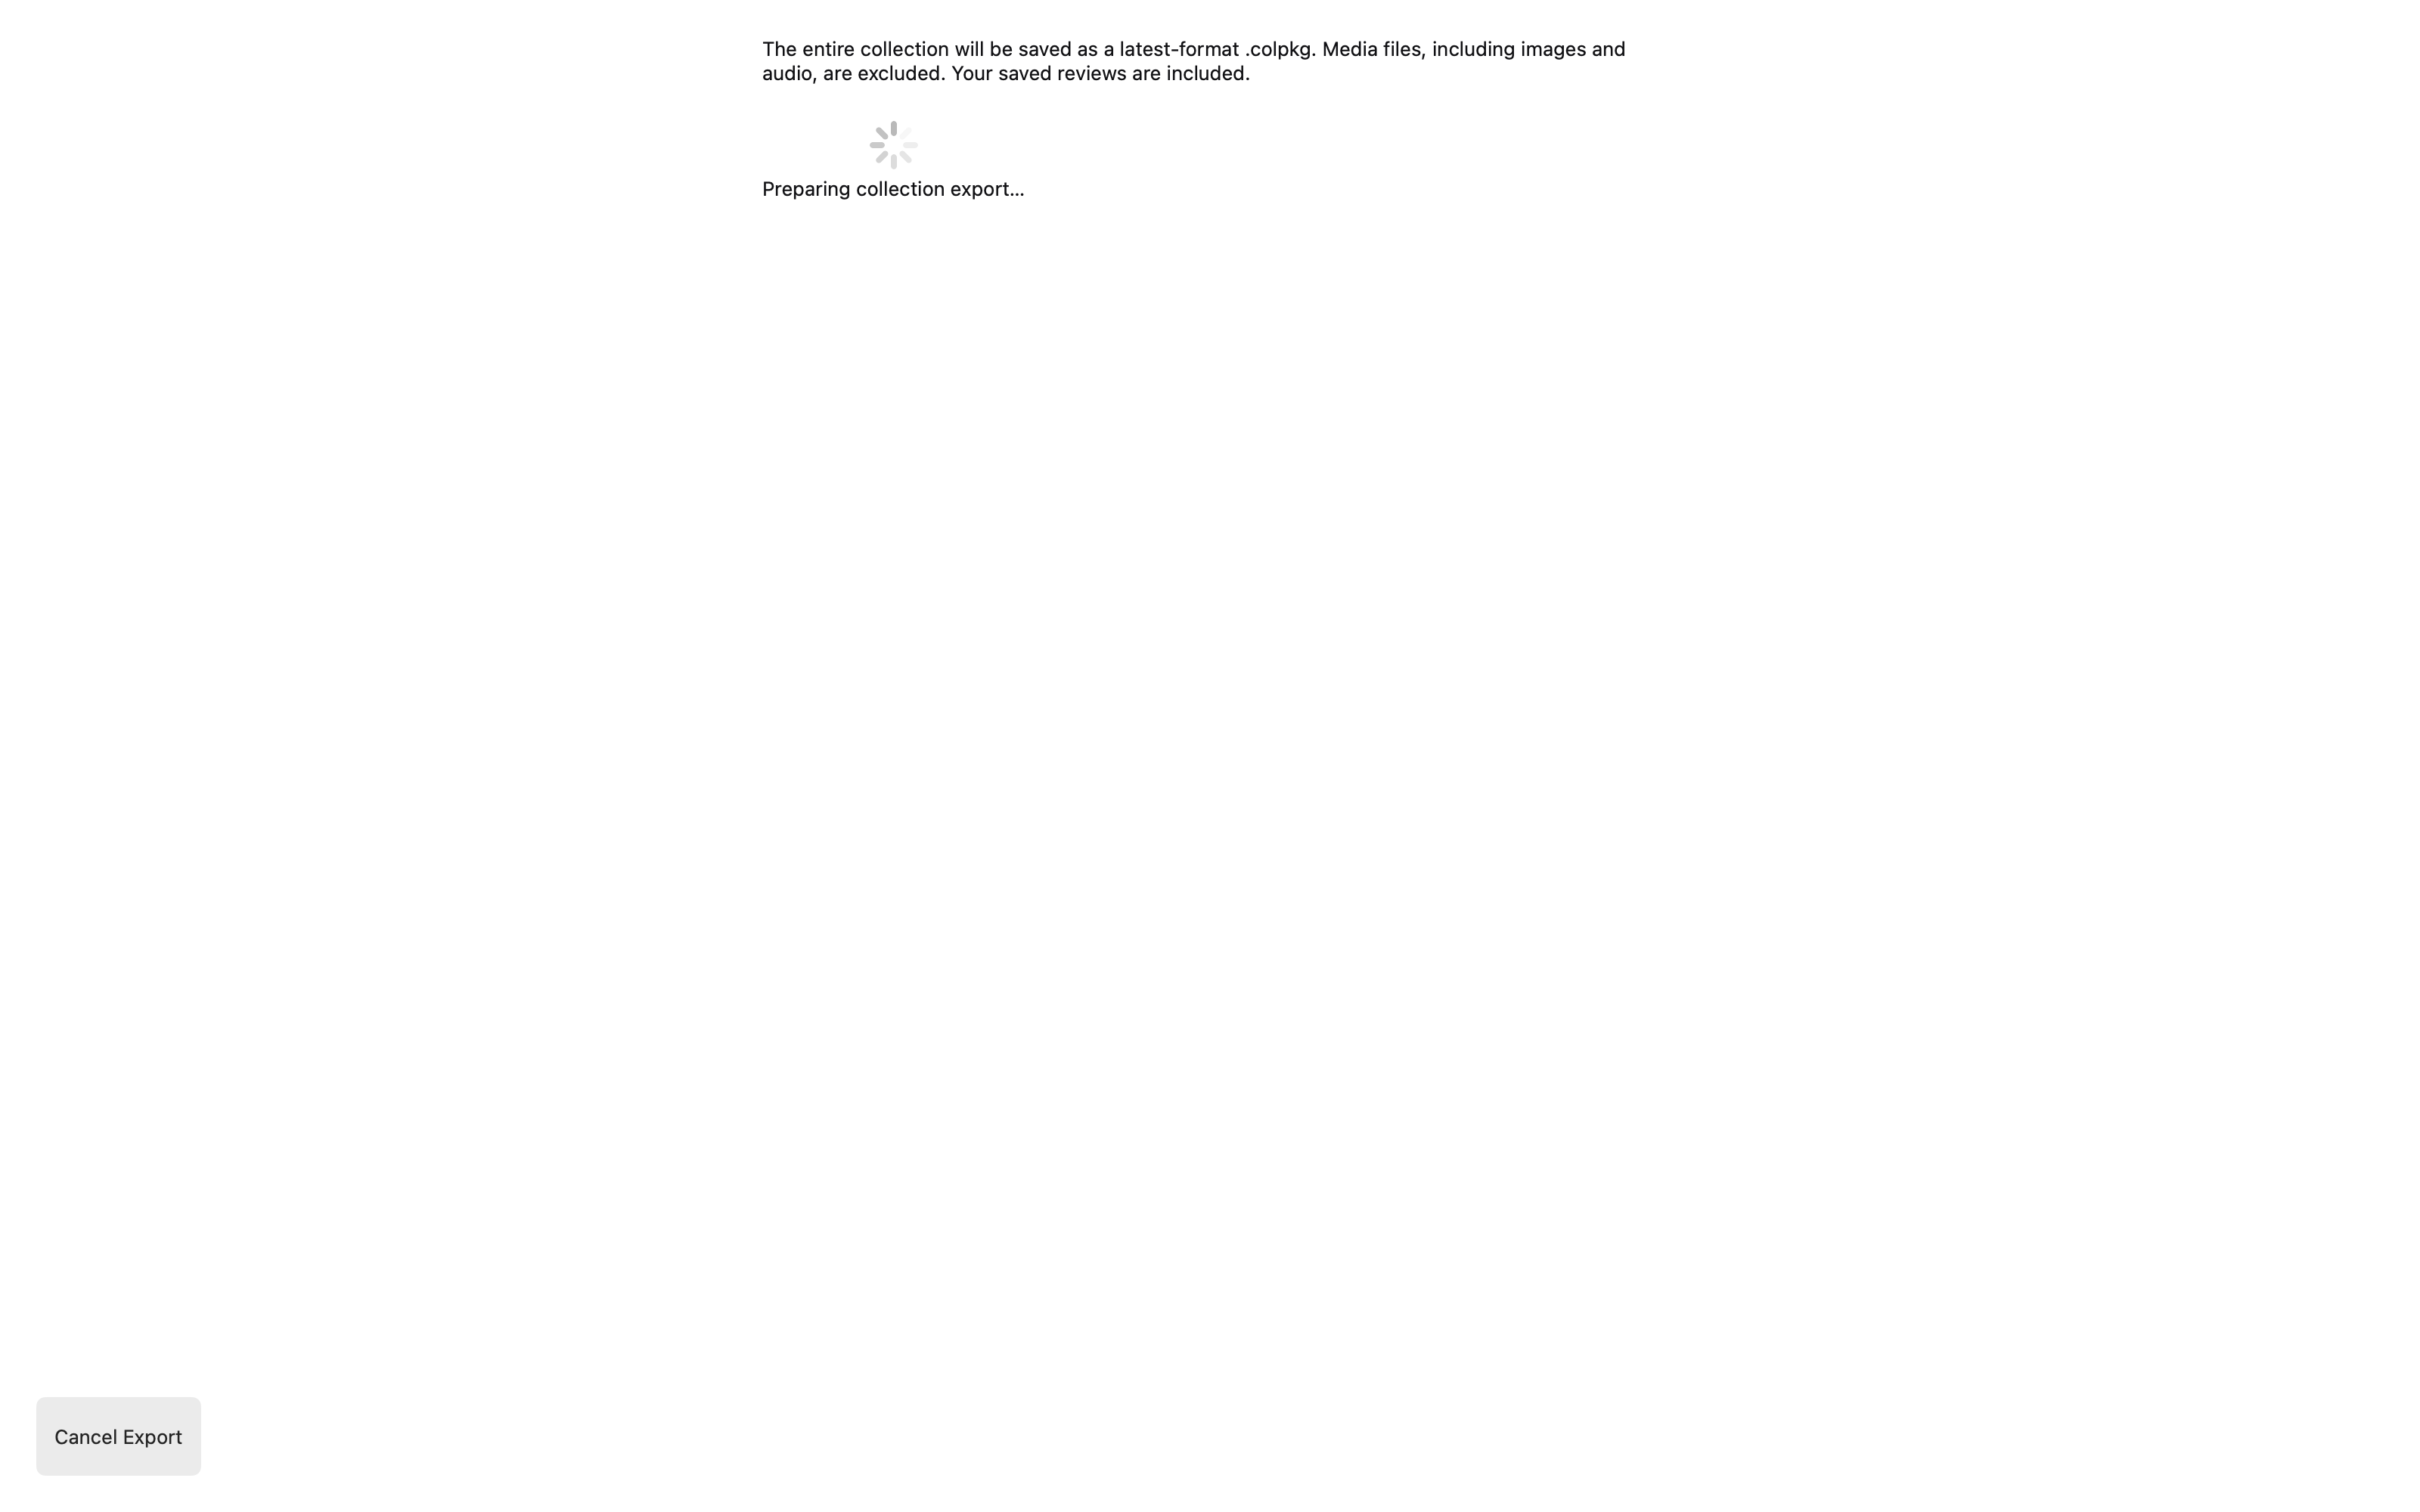 The entire collection will be saved as a latest-format .colpkg. Media files, including images and
audio, are excluded. Your saved reviews are included.
Preparing collection export...
Cancel Export